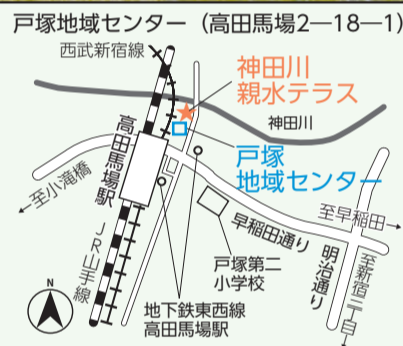 戸塚地域センター（高田馬場2―18―1）
西武新宿線
神田川
親水テラス
神田川
戸塚
地域センター
高田馬場駅
←至小滝橋
至早稲田→
早稲田通り
明治通り
至新宿三丁目→
戸塚第二
小学校
JR山手線
地下鉄東西線
高田馬場駅
N